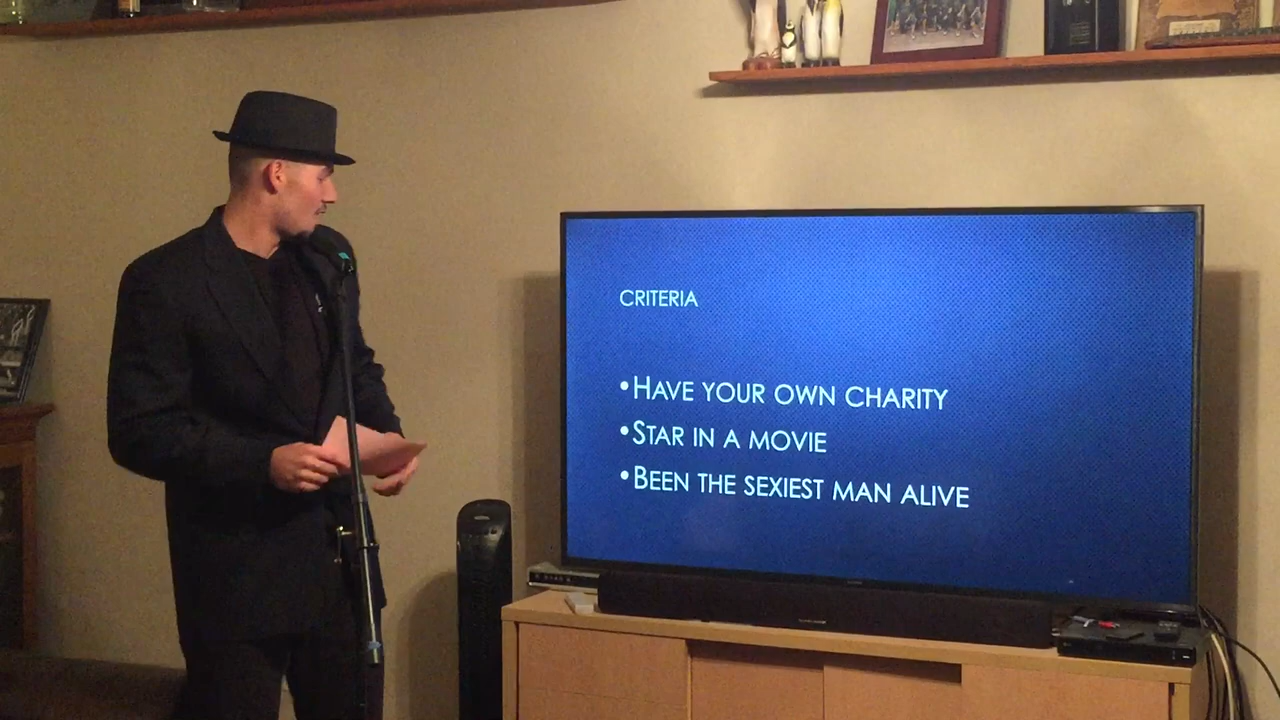 CRITERIA
•HAVE YOUR OWN CHARITY
•STAR IN A MOVIE
•BEEN THE SEXIEST MAN ALIVE